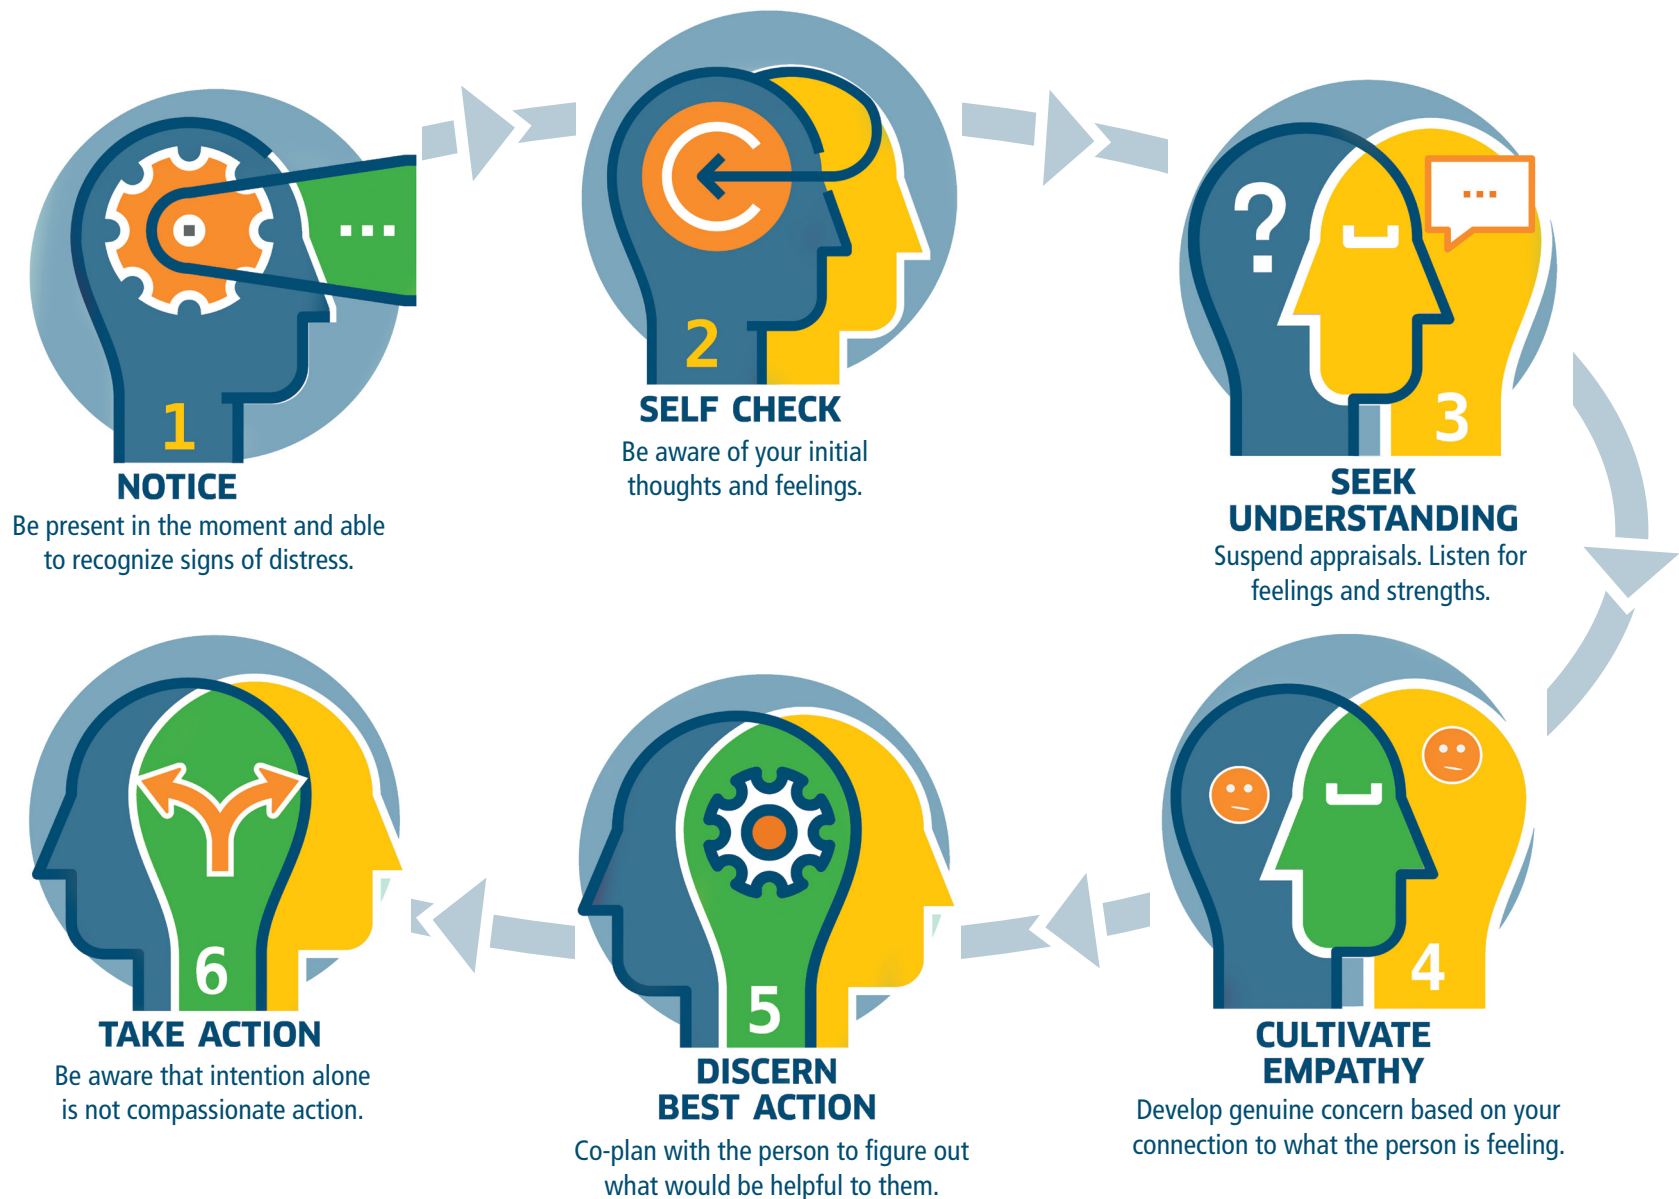 1
NOTICE
Be present in the moment and able
to recognize signs of distress.
2
SELF CHECK
Be aware of your initial
thoughts and feelings.
?
3
SEEK
UNDERSTANDING
Suspend appraisals. Listen for
feelings and strengths.
4
CULTIVATE
EMPATHY
Develop genuine concern based on your
connection to what the person is feeling.
5
DISCERN
BEST ACTION
Co-plan with the person to figure out
what would be helpful to them.
6
TAKE ACTION
Be aware that intention alone
is not compassionate action.